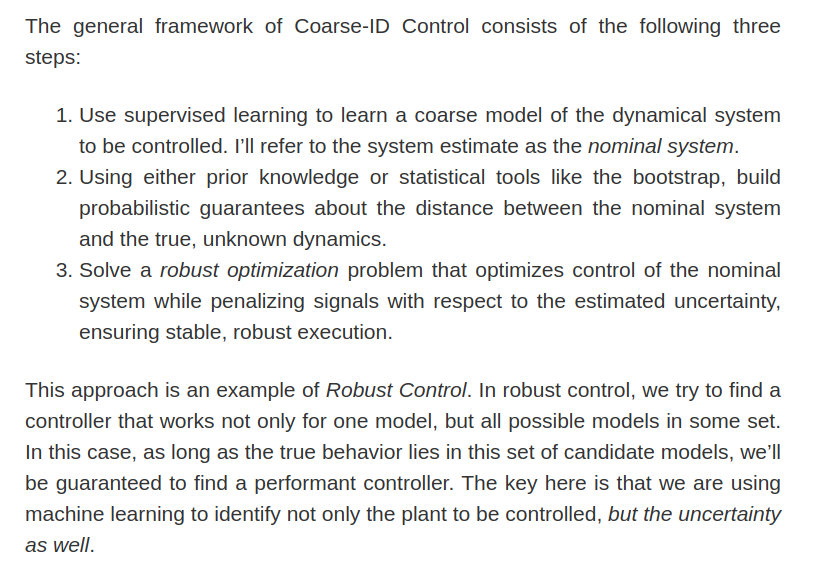 The general framework of Coarse-ID Control consists of the following three
steps:
1. Use supervised learning to learn a coarse model of the dynamical system
to be controlled. I’ll refer to the system estimate as the nominal system.
2. Using either prior knowledge or statistical tools like the bootstrap, build
probabilistic guarantees about the distance between the nominal system
and the true, unknown dynamics.
3. Solve a robust optimization problem that optimizes control of the nominal
system while penalizing signals with respect to the estimated uncertainty,
ensuring stable, robust execution.
This approach is an example of Robust Control. In robust control, we try to find a
controller that works not only for one model, but all possible models in some set.
In this case, as long as the true behavior lies in this set of candidate models, we’ll
be guaranteed to find a performant controller. The key here is that we are using
machine learning to identify not only the plant to be controlled, but the uncertainty
as well.